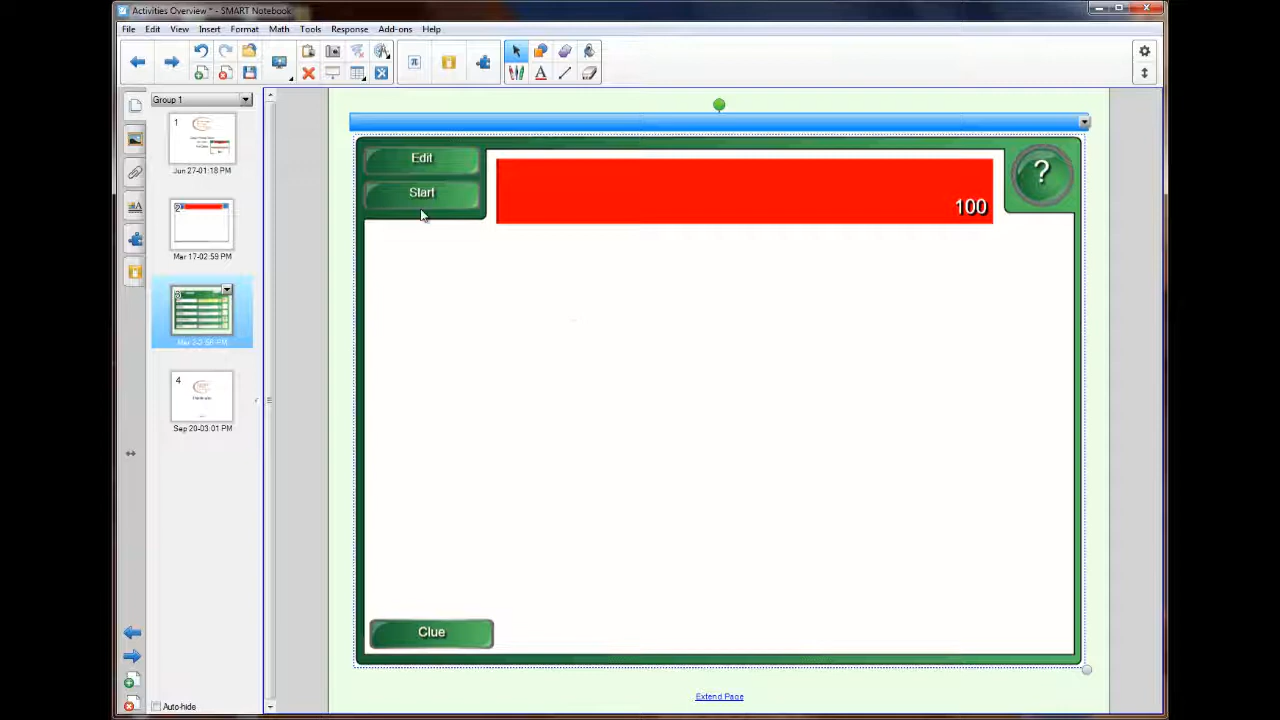 Activities Overview * - SMART Notebook
File Edit View Insert Format Math Tools Response Add-ons Help
Group 1
1
Jun 27-01:18 PM
2
Mar 17-02:59 PM
3
4
Sep 20-03:01 PM
Auto-hide
Edit
Start
100
?
Clue
Extend Page